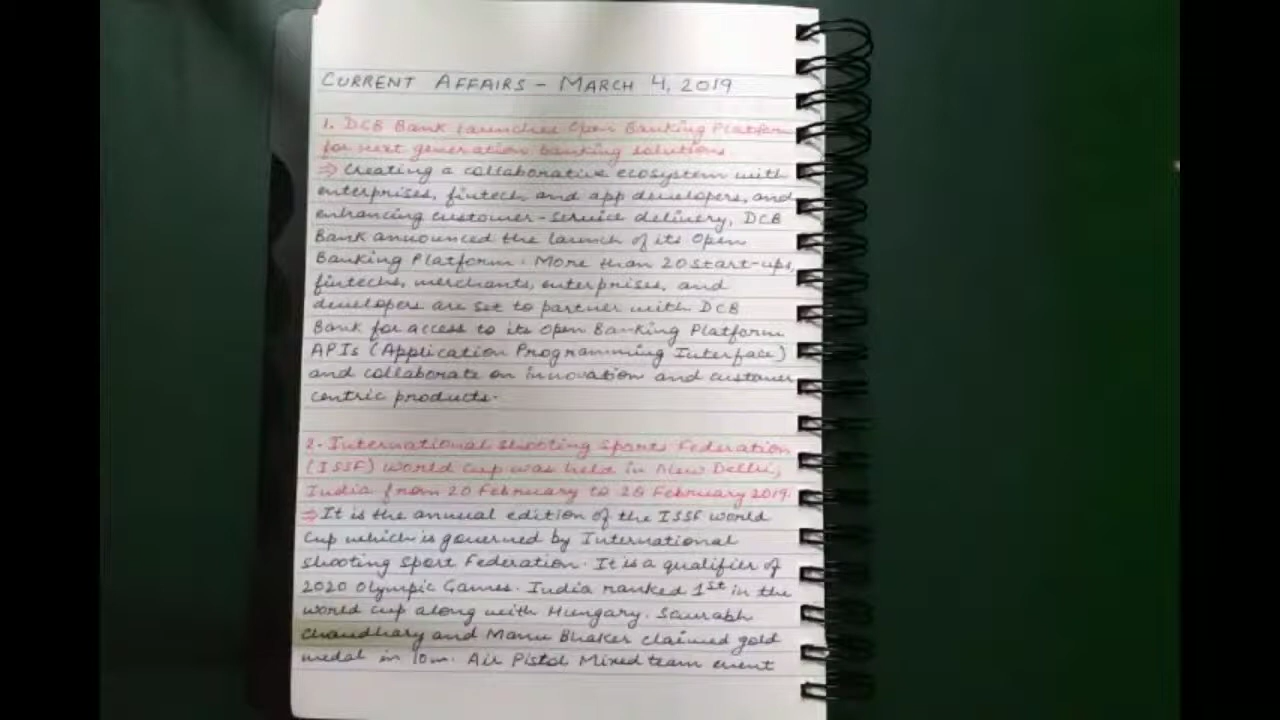 CURRENT AFFAIRS - MARCH 4, 2019
1. DCB Bank launches Open Banking Platform
for next generation banking solutions.
⇒ Creating a collaborative ecosystem with
enterprises, fintech, and app developers, and
enhancing customer-service delivery, DCB
Bank announced the launch of its Open
Banking Platform. More than 20 start-ups,
fintechs, merchants, enterprises, and
developers are set to partner with DCB
Bank for access to its Open Banking Platform
APIs (Application Programming Interface)
and collaborate on innovation and customer
centric products.
2. International Shooting Sports Federation
(ISSF) World Cup was held in New Delhi,
India from 20 February to 28 February 2019.
⇒ It is the annual edition of the ISSF World
Cup which is governed by International
Shooting Sport Federation. It is a qualifier of
2020 Olympic Games. India ranked 1st in the
world cup along with Hungary. Saurabh
Chaudhary and Manu Bhaker claimed gold
medal in 10m. Air Pistol Mixed team event